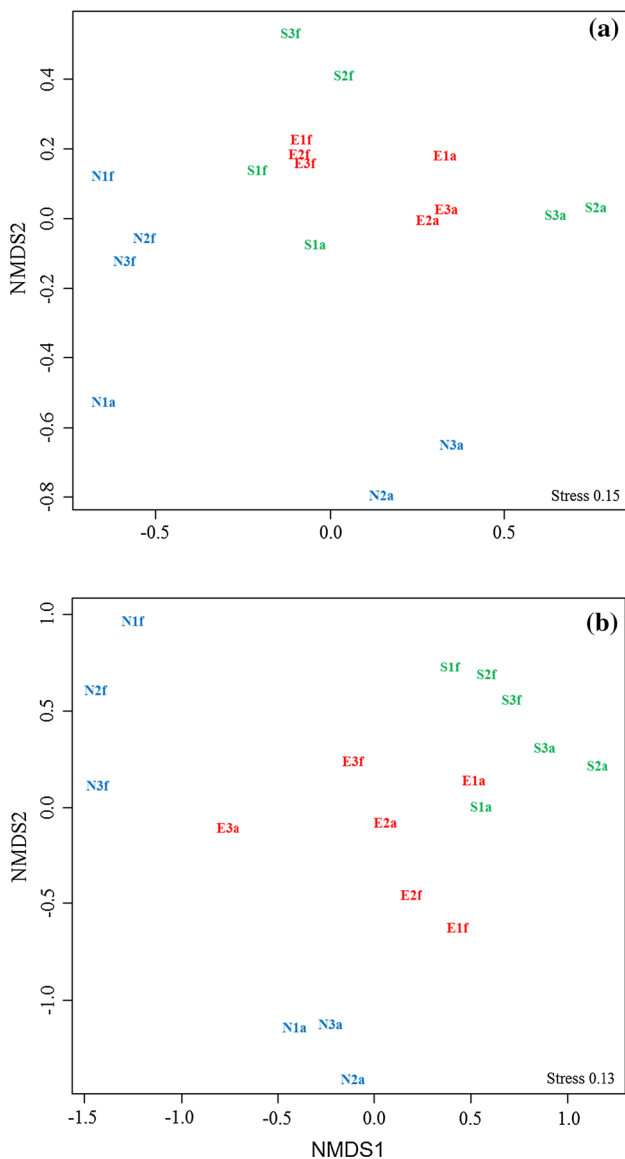 (a)
S3f
S2f
0.4
E1f
E2f
E3f
E1a
0.2
S1f
N1f
E3a
E2a
S3a
S2a
0.0
N2f
S1a
N3f
NMDS2
-0.2
-0.4
N1a
N3a
-0.6
N2a
Stress 0.15
-0.8
-0.5
0.0
0.5
(b)
1.0
N1f
S1f
S2f
N2f
S3f
0.5
S3a
E3f
S2a
N3f
E1a
S1a
0.0
E2a
E3a
NMDS2
E2f
-0.5
E1f
-1.0
N1a
N3a
N2a
Stress 0.13
-1.5
-1.0
-0.5
0.0
0.5
1.0
NMDS1